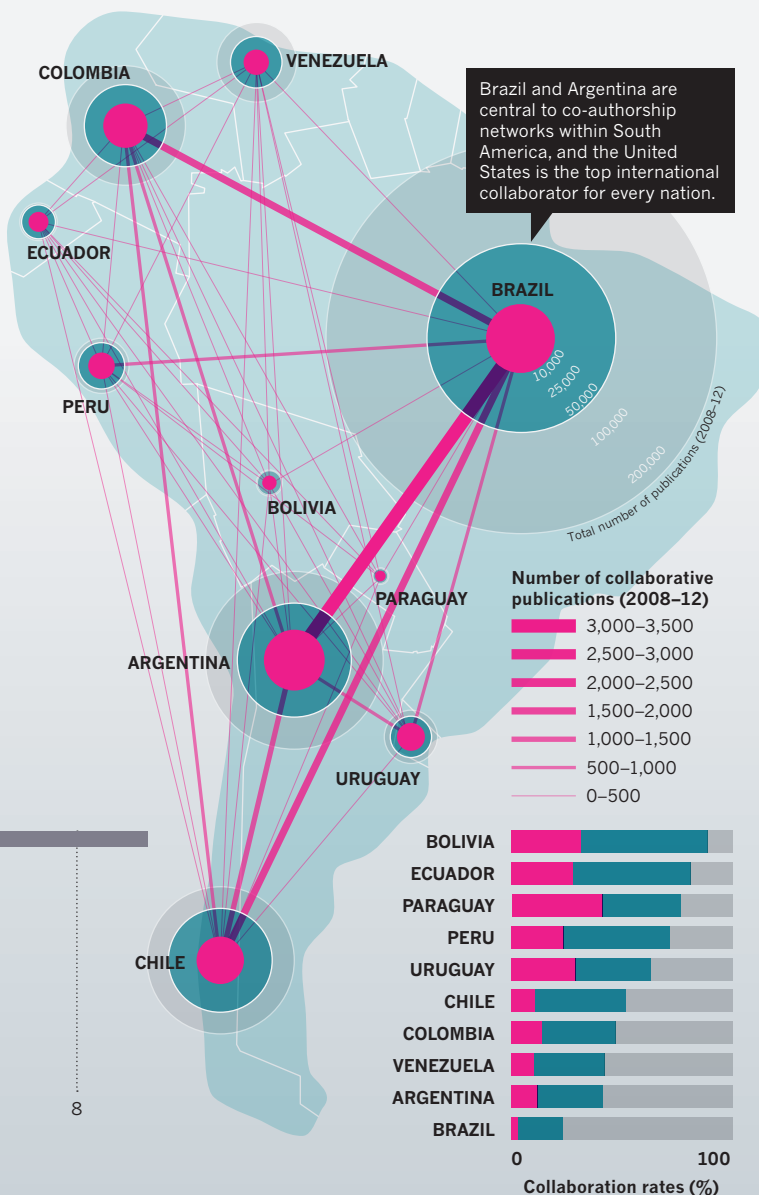 VENEZUELA
COLOMBIA
Brazil and Argentina are
central to co-authorship
networks within South
America, and the United
States is the top international
collaborator for every nation.
ECUADOR
BRAZIL
10,000
25,000
50,000
100,000
200,000
Total number of publications (2008–12)
PERU
BOLIVIA
PARAGUAY
ARGENTINA
URUGUAY
CHILE
Number of collaborative
publications (2008–12)
3,000–3,500
2,500–3,000
2,000–2,500
1,500–2,000
1,000–1,500
500–1,000
0–500
8
BOLIVIA
ECUADOR
PARAGUAY
PERU
URUGUAY
CHILE
COLOMBIA
VENEZUELA
ARGENTINA
BRAZIL
0 100
Collaboration rates (%)